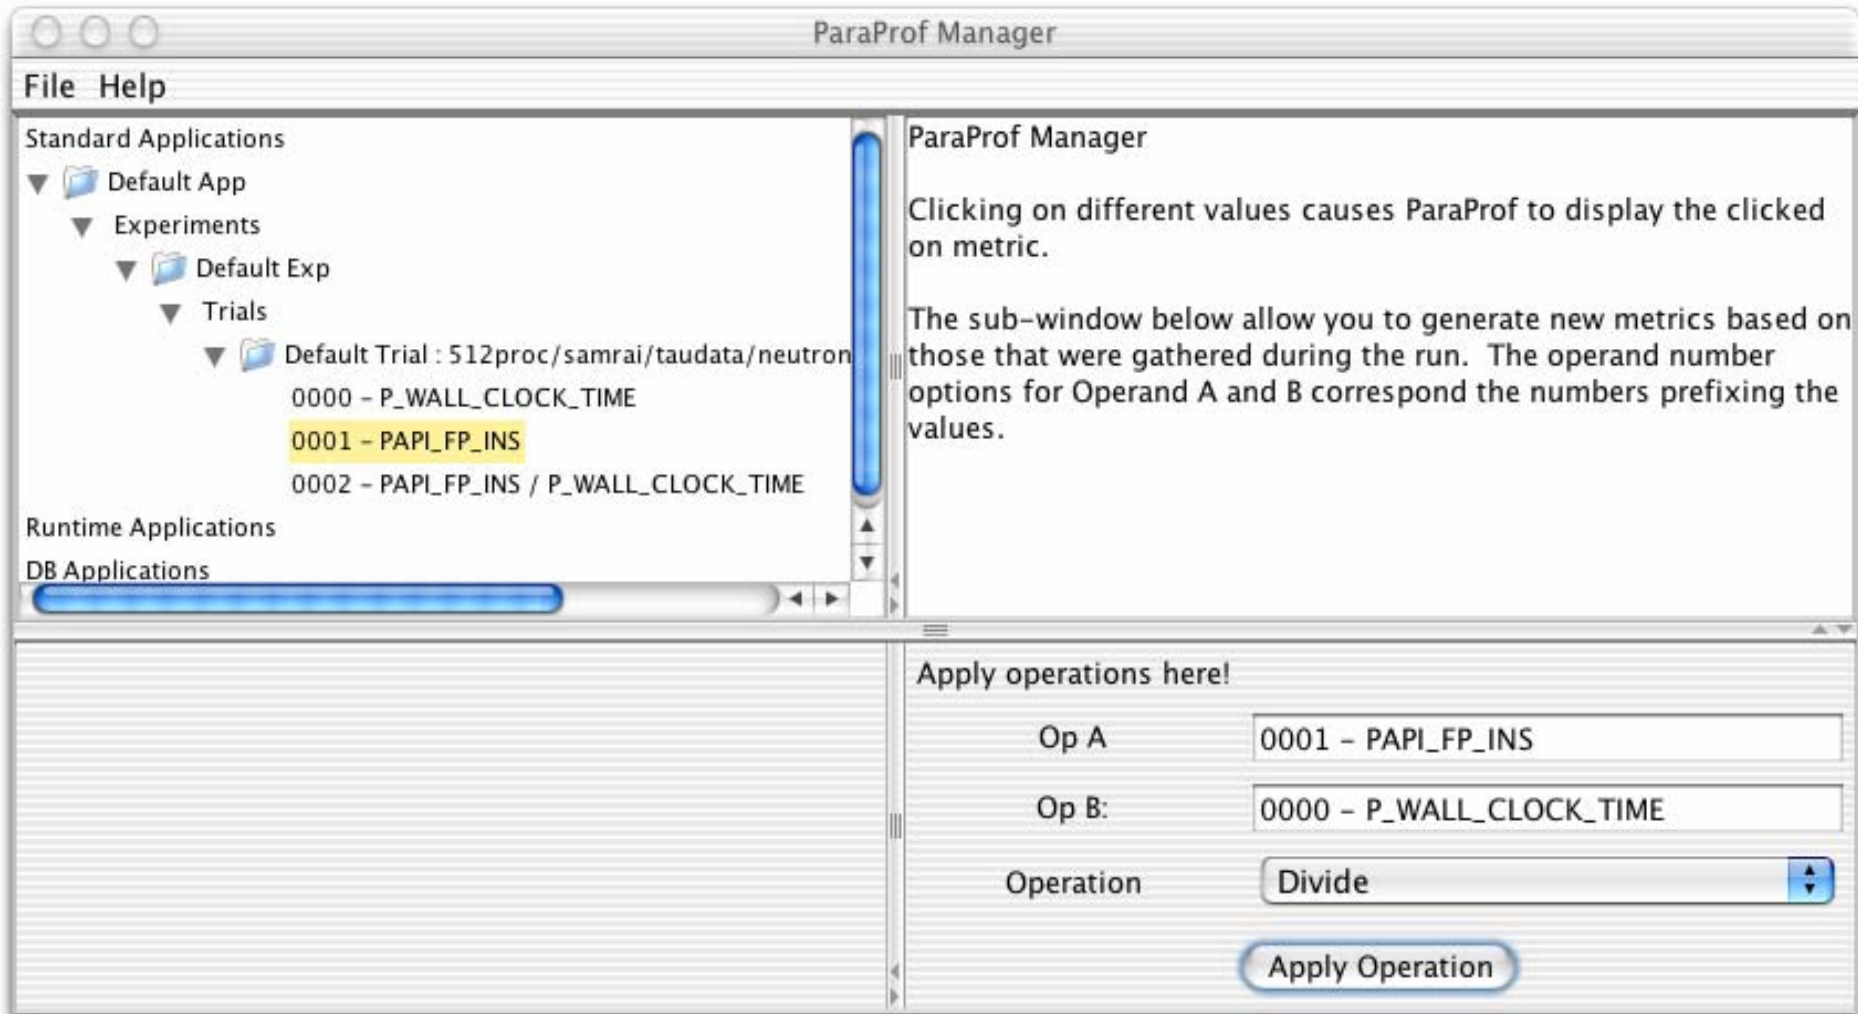 ParaProf Manager
File Help
Standard Applications
Default App
Experiments
Default Exp
Trials
Default Trial : 512proc/samrai/taudata/neutron
0000 – P_WALL_CLOCK_TIME
0001 – PAPI_FP_INS
0002 – PAPI_FP_INS / P_WALL_CLOCK_TIME
Runtime Applications
DB Applications
ParaProf Manager
Clicking on different values causes ParaProf to display the clicked
on metric.
The sub–window below allow you to generate new metrics based on
those that were gathered during the run.  The operand number
options for Operand A and B correspond the numbers prefixing the
values.
Apply operations here!
Op A
0001 – PAPI_FP_INS
Op B:
0000 – P_WALL_CLOCK_TIME
Operation
Divide
Apply Operation